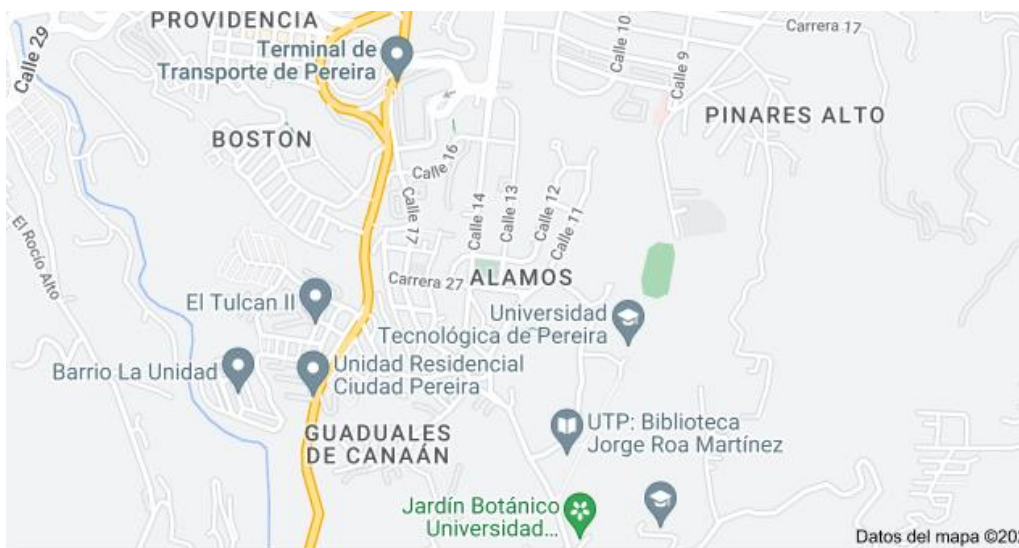 PROVIDENCIA
Calle 29
Terminal de
Transporte de Pereira
Calle 10
Carrera 17
Calle 9
PINARES ALTO
BOSTON
Calle 16
Calle 17
Calle 14
Calle 13
Calle 12
Calle 11
El Rocío Alto
Carrera 27
ALAMOS
El Tulcan II
Universidad
Tecnológica de Pereira
Barrio La Unidad
Unidad Residencial
Ciudad Pereira
GUADUALES
DE CANAÁN
UTP: Biblioteca
Jorge Roa Martínez
Jardín Botánico
Universidad...
Datos del mapa ©202